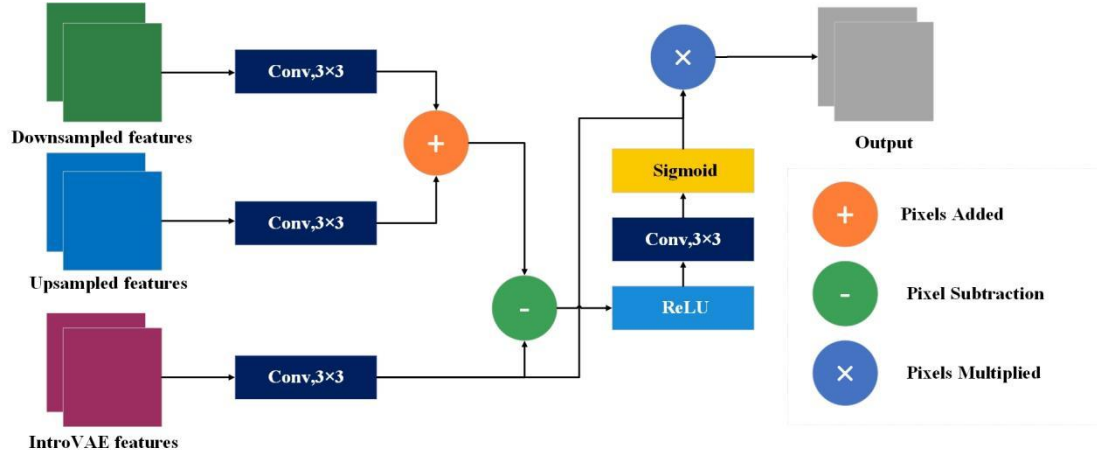 Conv,3×3
×
Downsampled features
+
Output
Sigmoid
Conv,3×3
Conv,3×3
Upsampled features
-
ReLU
Conv,3×3
IntroVAE features
+ Pixels Added
- Pixel Subtraction
× Pixels Multiplied